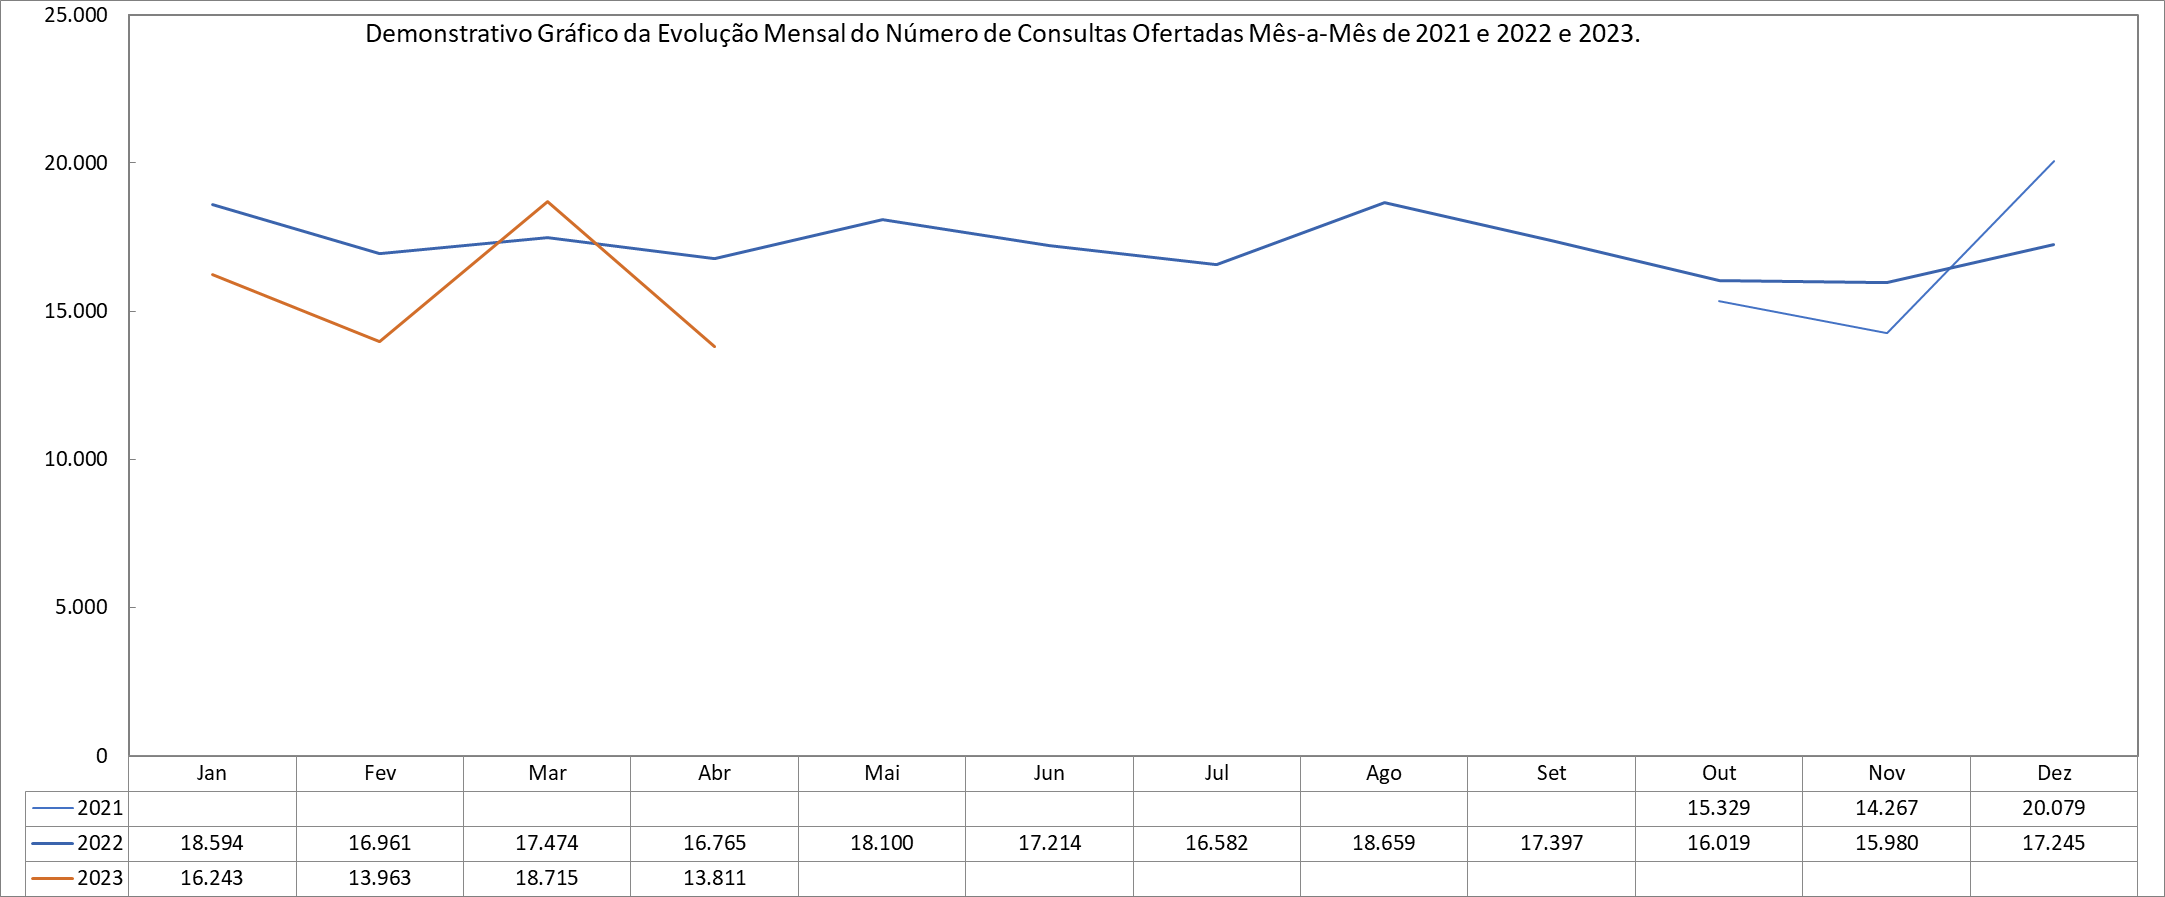 Demonstrativo Gráfico da Evolução Mensal do Número de Consultas Ofertadas Mês-a-Mês de 2021 e 2022 e 2023.
25.000
20.000
15.000
10.000
5.000
0
Jan Fev Mar Abr Mai Jun Jul Ago Set Out Nov Dez
2021 15.329 14.267 20.079
2022 18.594 16.961 17.474 16.765 18.100 17.214 16.582 18.659 17.397 16.019 15.980 17.245
2023 16.243 13.963 18.715 13.811